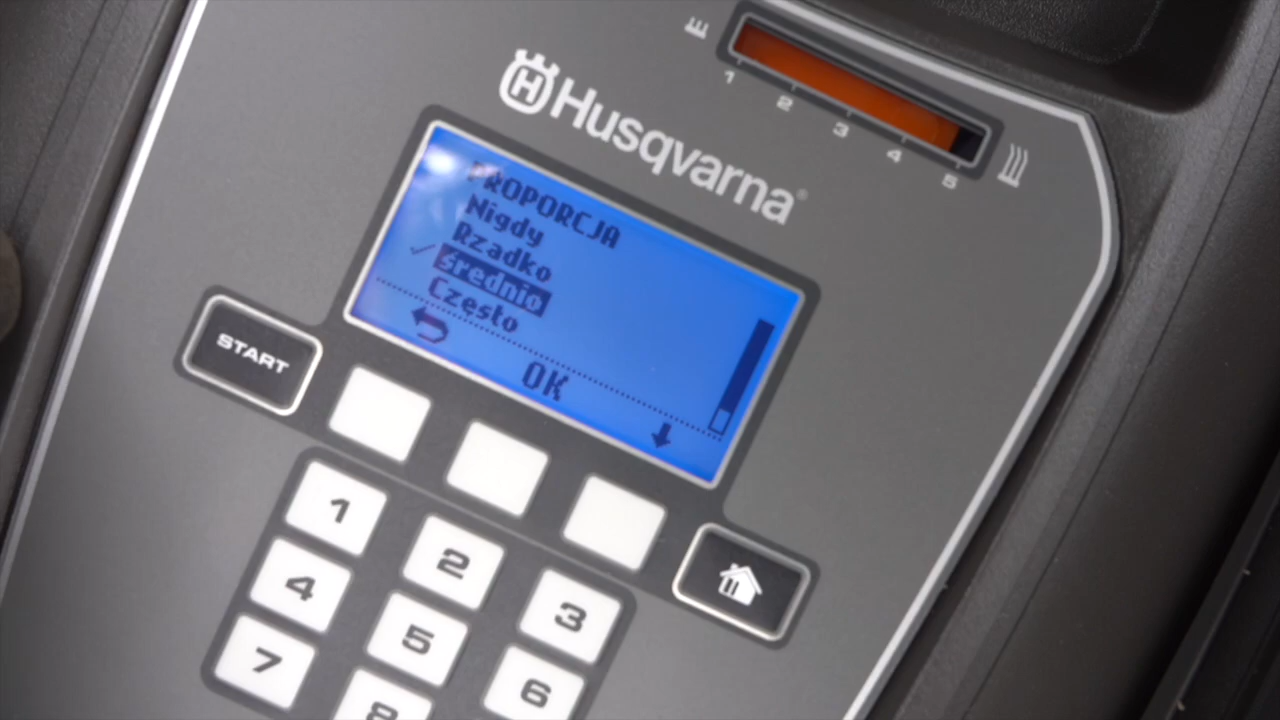 1
2
3
4
5
Husqvarna®
PROPORCJA
Nigdy
Rzadko
średnio
Często
OK
START
1
2
3
4
5
6
7
8